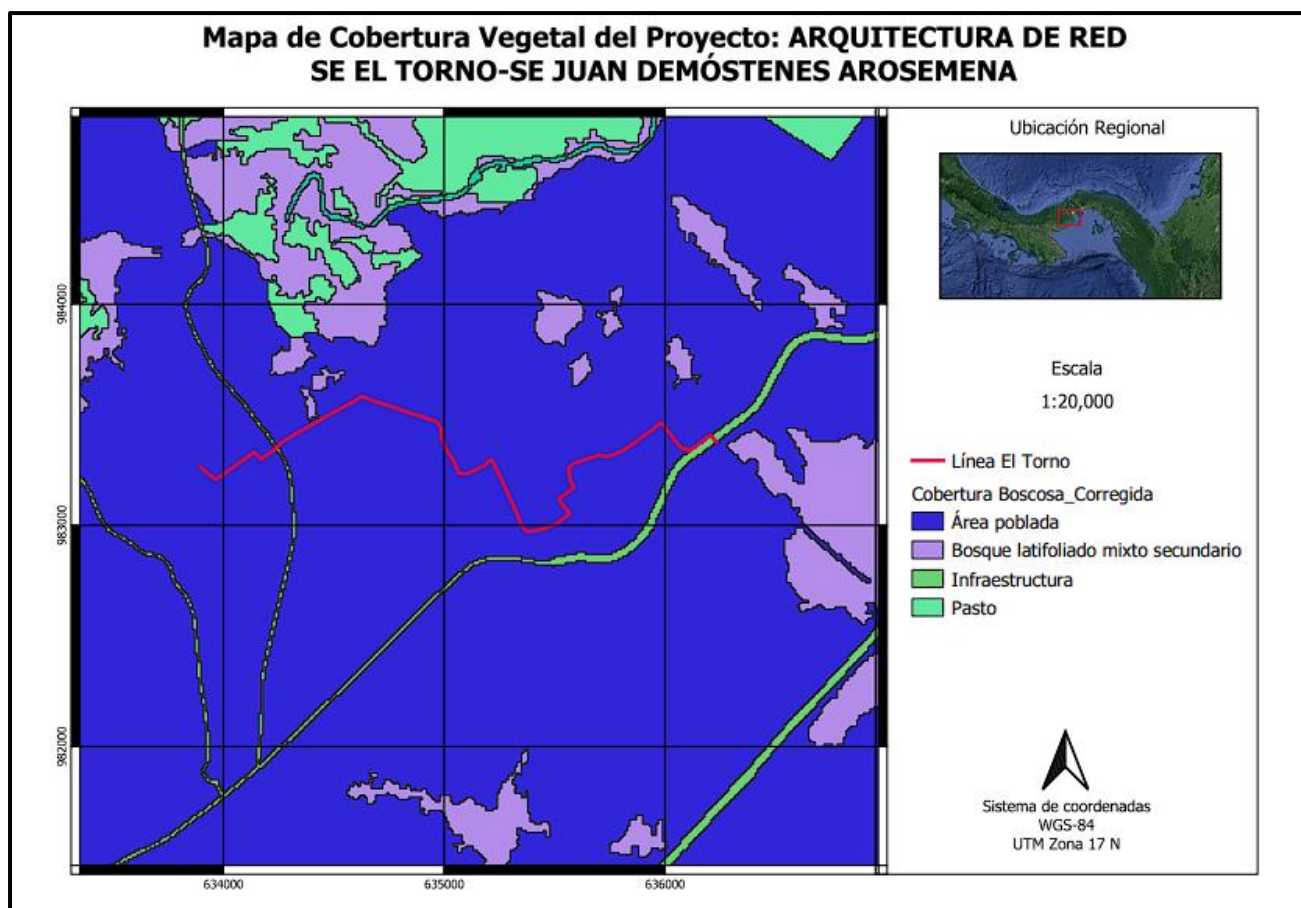 Mapa de Cobertura Vegetal del Proyecto: ARQUITECTURA DE RED
SE EL TORNO-SE JUAN DEMÓSTENES AROSEMENA
Ubicación Regional
Escala
1:20,000
Línea El Torno
Cobertura Boscosa_Corregida
Área poblada
Bosque latifoliado mixto secundario
Infraestructura
Pasto
Sistema de coordenadas
WGS-84
UTM Zona 17 N
984000
983000
982000
634000
635000
636000